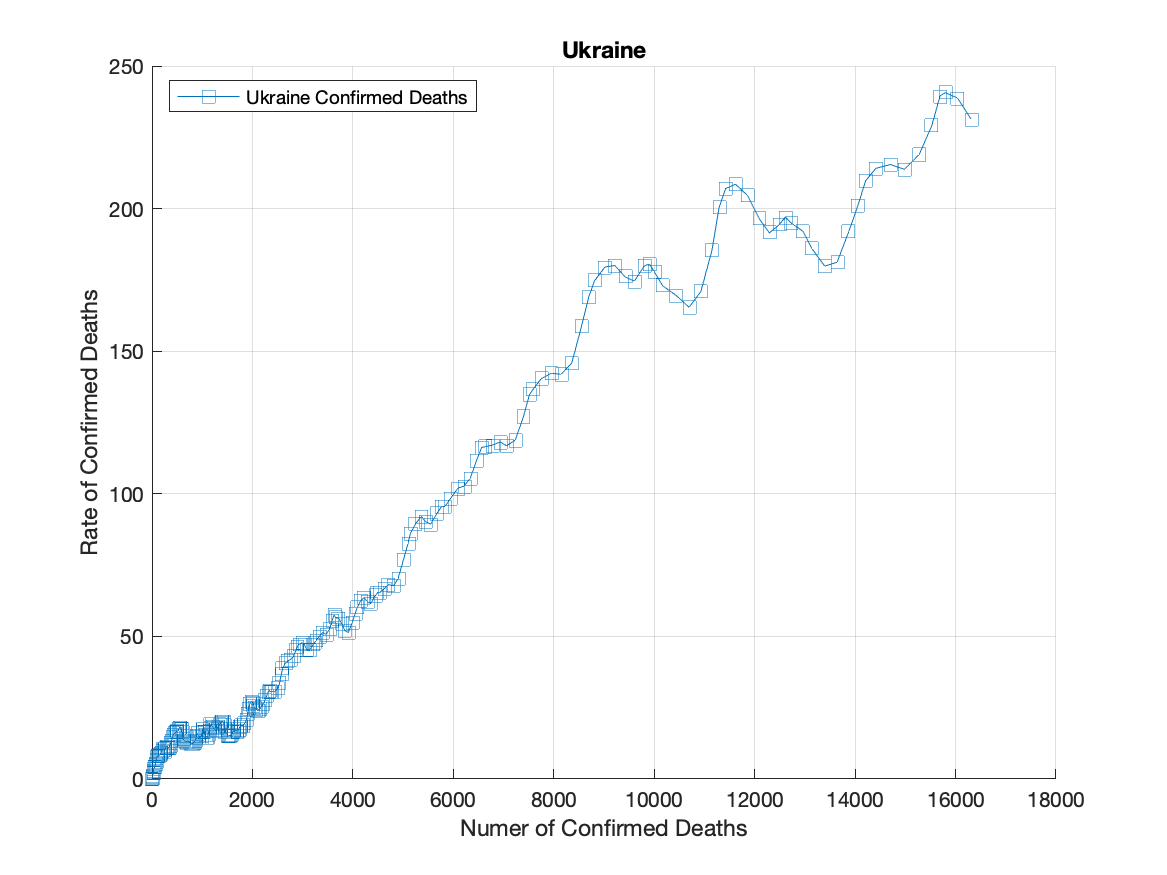 Ukraine
Ukraine Confirmed Deaths
250
200
150
100
50
0
Rate of Confirmed Deaths
0 2000 4000 6000 8000 10000 12000 14000 16000 18000
Numer of Confirmed Deaths